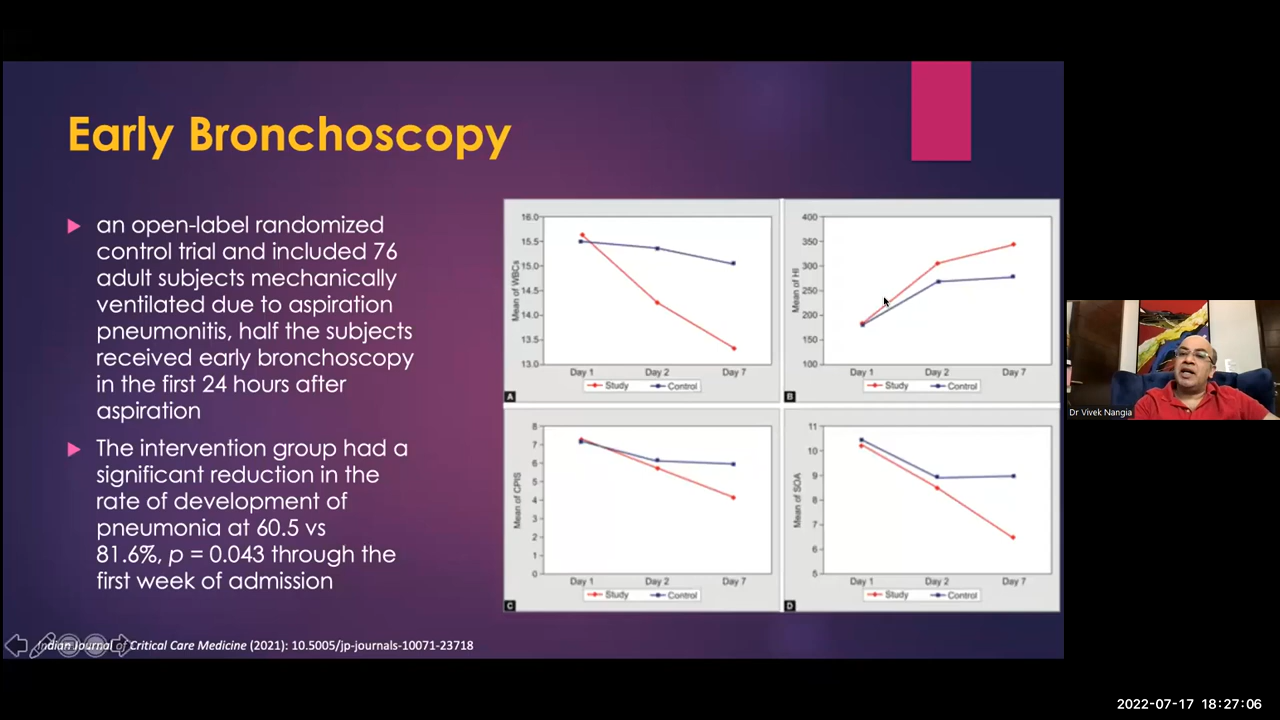 Early Bronchoscopy
an open-label randomized
control trial and included 76
adult subjects mechanically
ventilated due to aspiration
pneumonitis, half the subjects
received early bronchoscopy
in the first 24 hours after
aspiration
The intervention group had a
significant reduction in the
rate of development of
pneumonia at 60.5 vs
81.6%, p = 0.043 through the
first week of admission
Indian Journal of Critical Care Medicine (2021): 10.5005/jp-journals-10071-23718
Mean of WBCs
16.0
15.5
15.0
14.5
14.0
13.5
13.0
Day 1 Day 2 Day 7
Study Control
A
Mean of HI
400
350
300
250
200
150
100
Day 1 Day 2 Day 7
Study Control
B
Mean of CPIS
8
7
6
5
4
3
2
1
0
Day 1 Day 2 Day 7
Study Control
C
Mean of SOA
11
10
9
8
7
6
5
Day 1 Day 2 Day 7
Study Control
D
Dr Vivek Nangia
2022-07-17 18:27:06